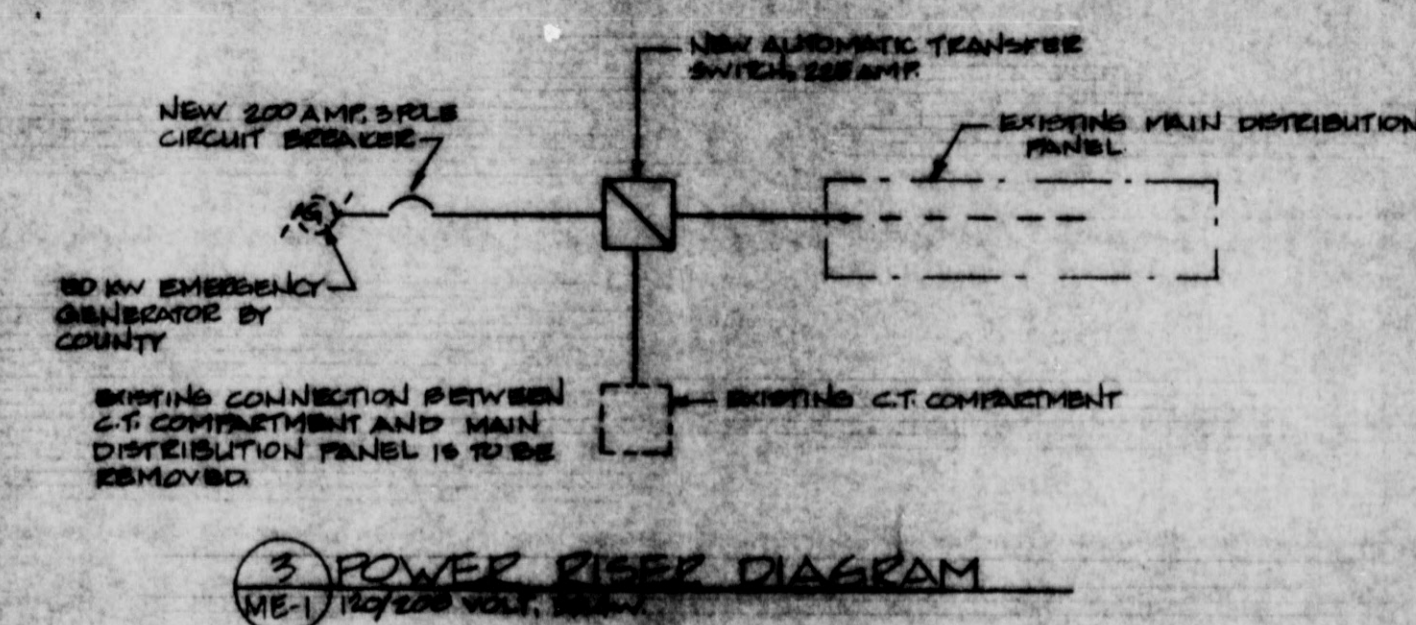 NEW AUTOMATIC TRANSFER
SWITCH, 225 AMP.
NEW 200 AMP. 3 POLE
CIRCUIT BREAKER
EXISTING MAIN DISTRIBUTION
PANEL
G
KW EMERGENCY
GENERATOR BY
COUNTY
EXISTING CONNECTION BETWEEN
C.T. COMPARTMENT AND MAIN
DISTRIBUTION PANEL IS TO BE
REMOVED.
EXISTING C.T. COMPARTMENT
3 POWER RISER DIAGRAM
ME-1 120/208 VOLT,